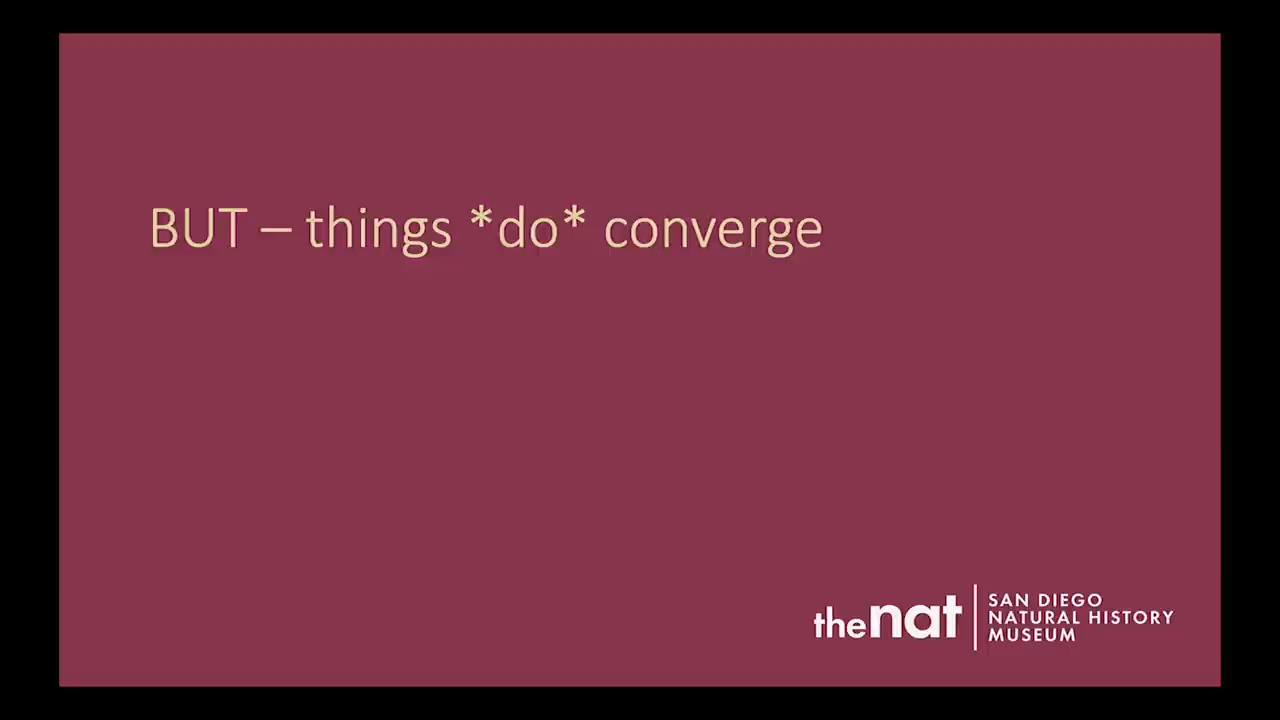 BUT – things *do* converge
thenat
SAN DIEGO
NATURAL HISTORY
MUSEUM